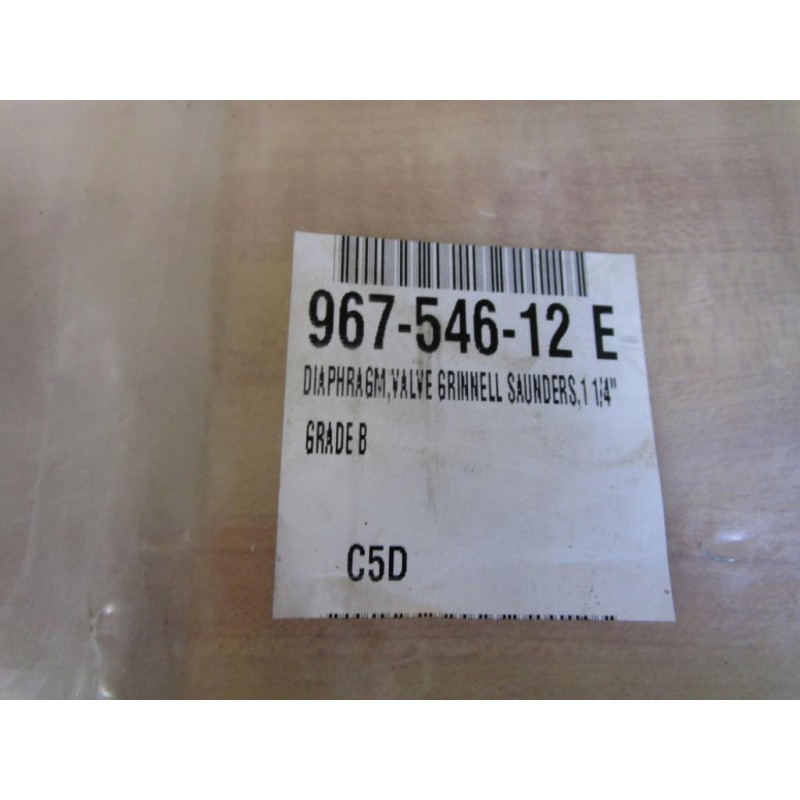 967-546-12 E
DIAPHRAGM,VALVE GRINNELL SAUNDERS,1 1/4"
GRADE B
C5D